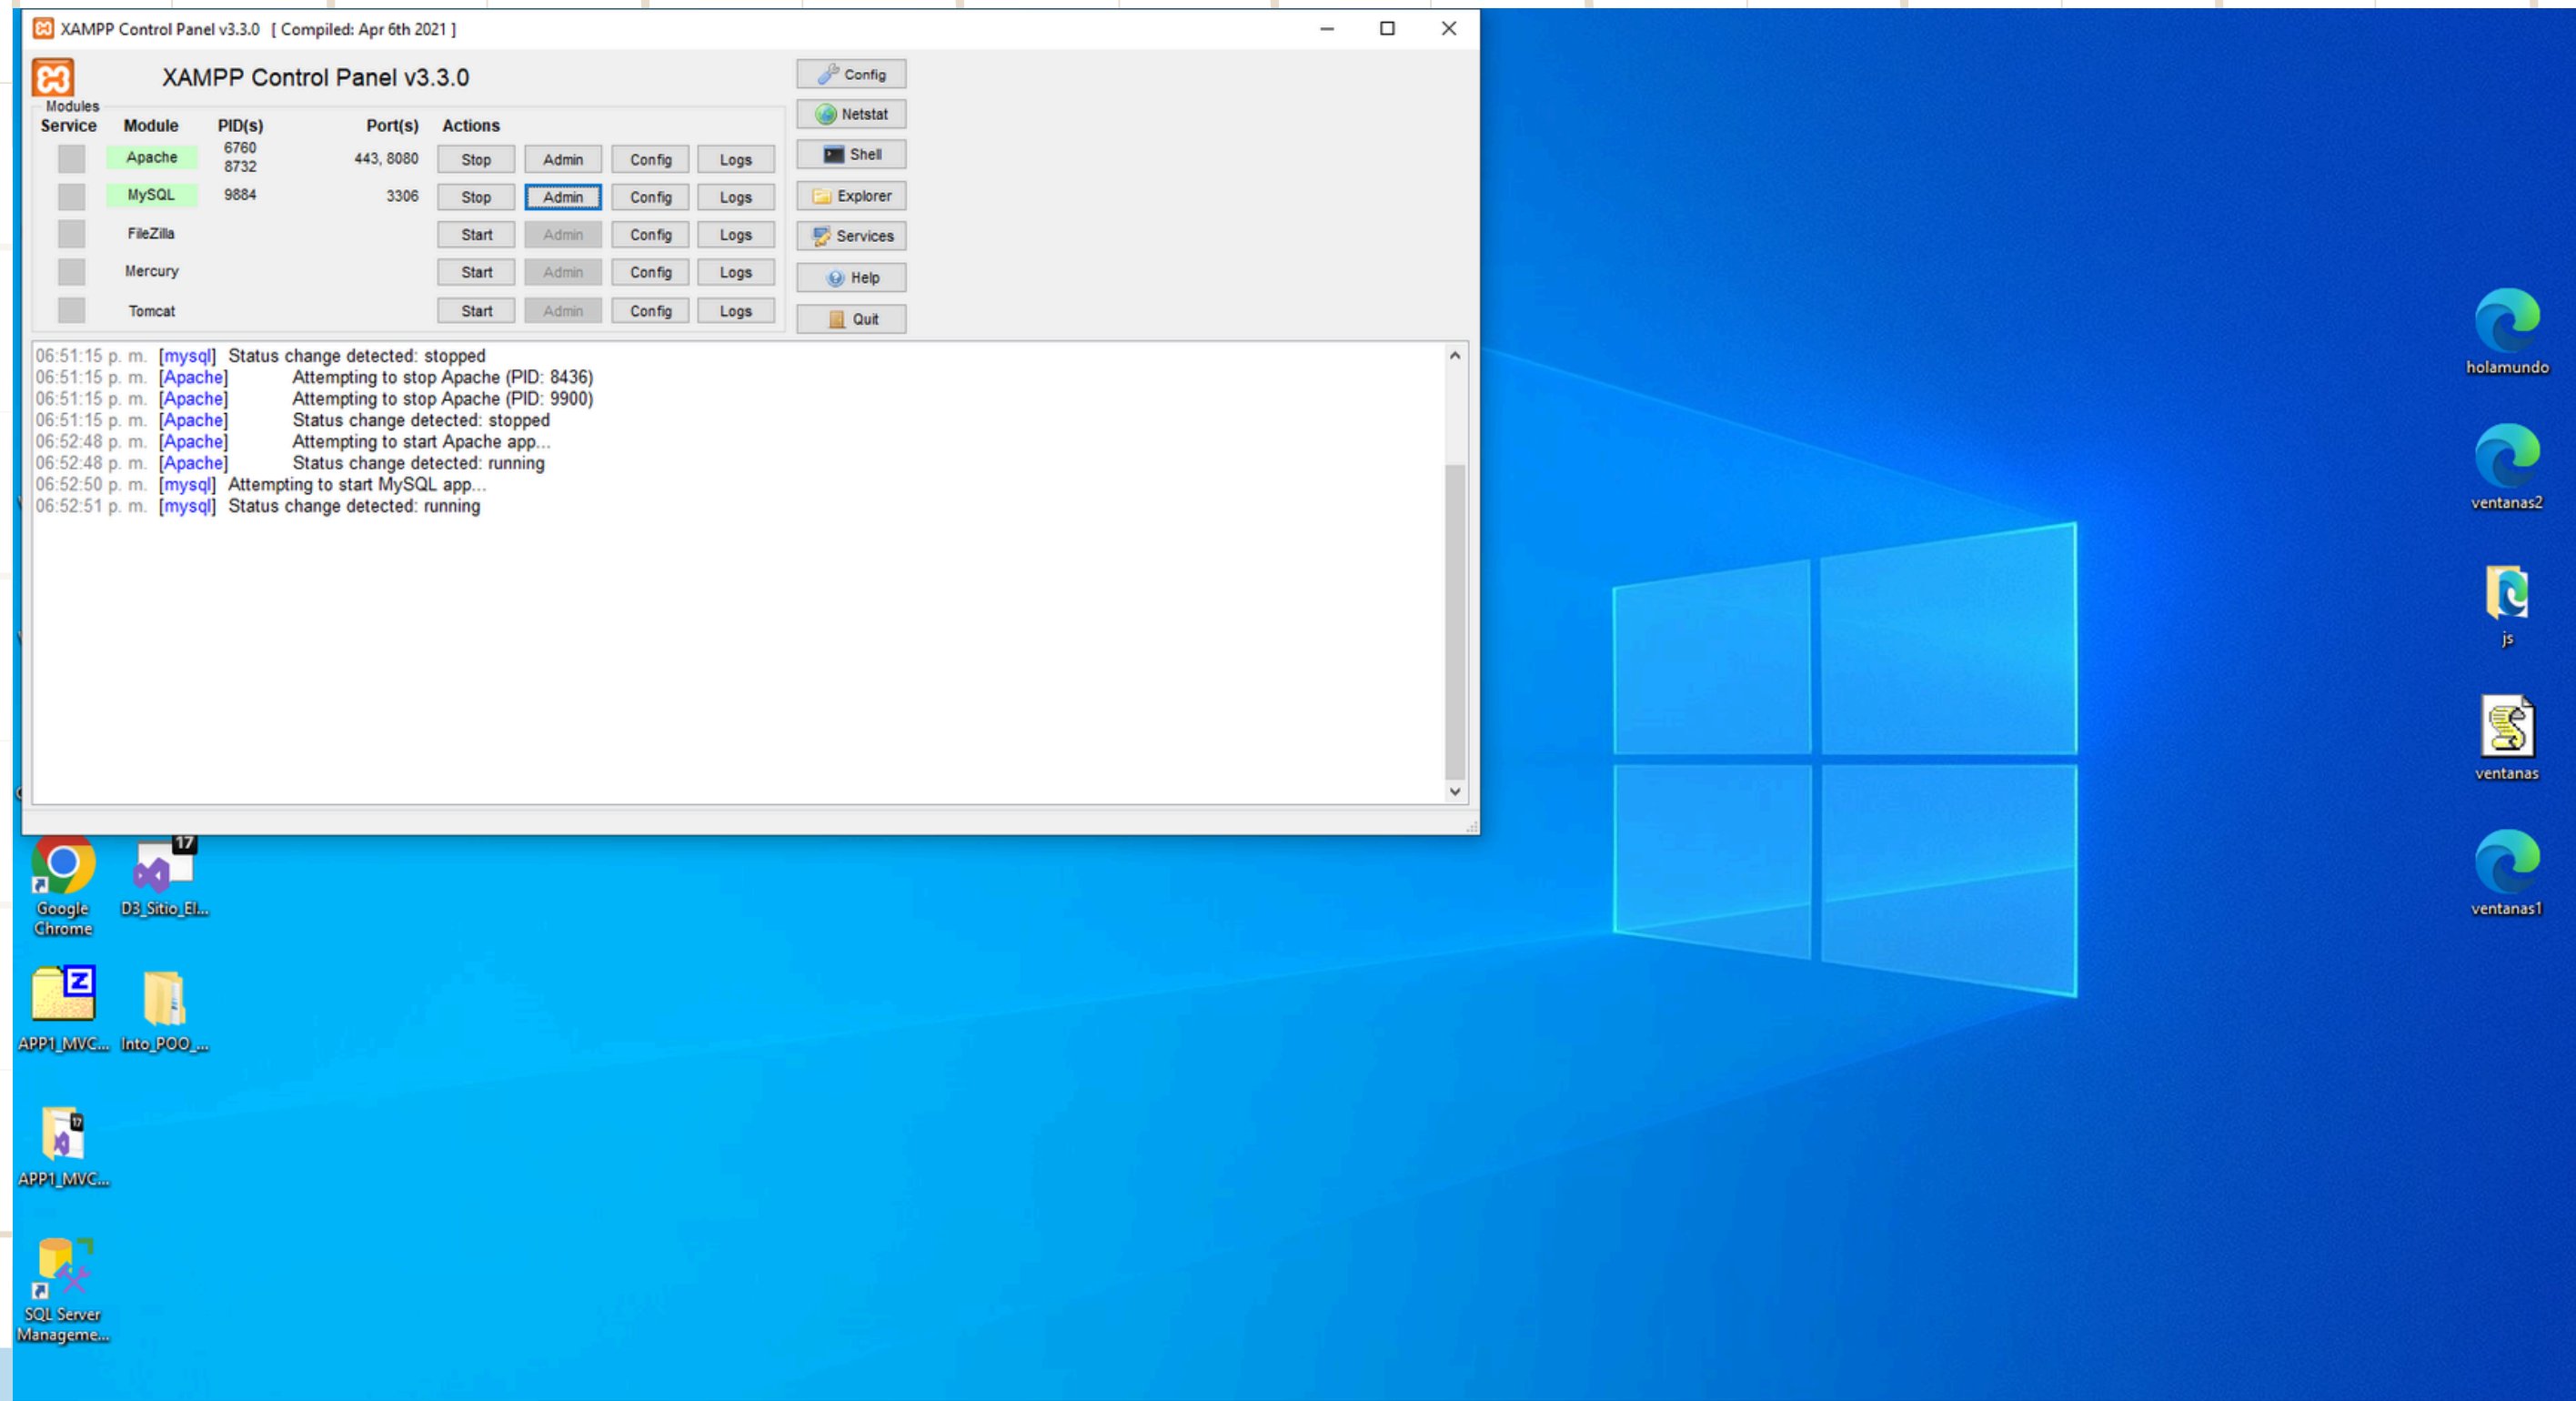 XAMPP Control Panel v3.3.0 [ Compiled: Apr 6th 2021 ]
XAMPP Control Panel v3.3.0
Modules
Service Module PID(s) Port(s) Actions
Apache 6760 8732 443, 8080 Stop Admin Config Logs
MySQL 9884 3306 Stop Admin Config Logs
FileZilla Start Admin Config Logs
Mercury Start Admin Config Logs
Tomcat Start Admin Config Logs
Config
Netstat
Shell
Explorer
Services
Help
Quit
06:51:15 p. m. [mysql] Status change detected: stopped
06:51:15 p. m. [Apache] Attempting to stop Apache (PID: 8436)
06:51:15 p. m. [Apache] Attempting to stop Apache (PID: 9900)
06:51:15 p. m. [Apache] Status change detected: stopped
06:52:48 p. m. [Apache] Attempting to start Apache app...
06:52:48 p. m. [Apache] Status change detected: running
06:52:50 p. m. [mysql] Attempting to start MySQL app...
06:52:51 p. m. [mysql] Status change detected: running
17
Google
Chrome
D3_Sitio_El...
Z
APP1_MVC...
Into_POO_...
17
APP1_MVC...
SQL Server
Manageme...
holamundo
ventanas2
js
ventanas
ventanas1